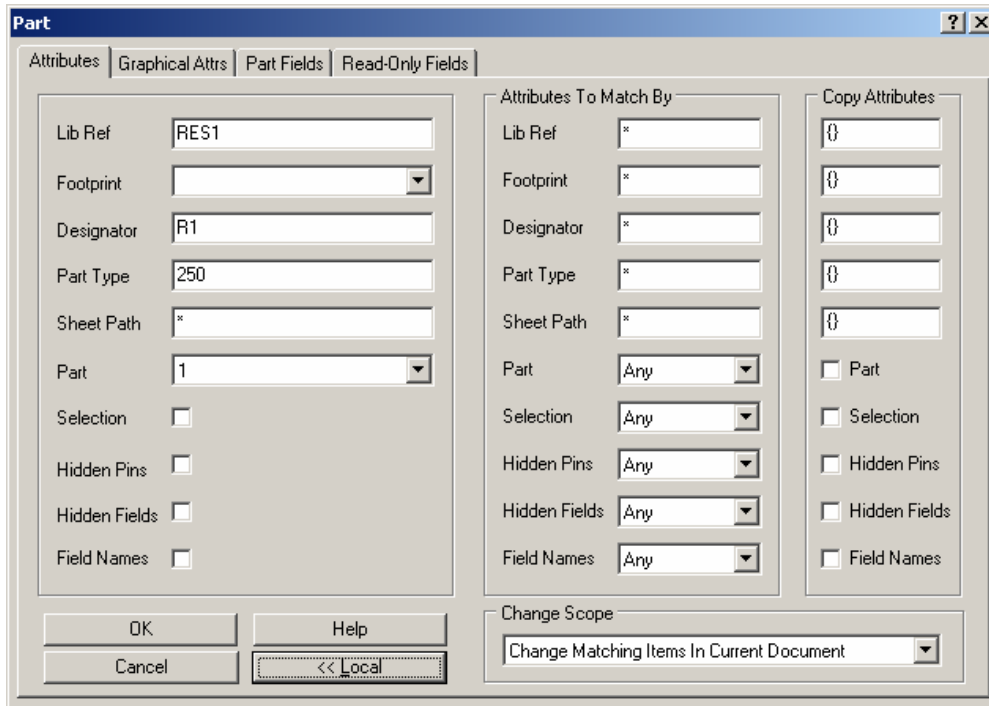 Part
Attributes Graphical Attrs Part Fields Read-Only Fields
Lib Ref RES1
Footprint
Designator R1
Part Type 250
Sheet Path *
Part 1
Selection
Hidden Pins
Hidden Fields
Field Names
Attributes To Match By
Lib Ref *
Footprint *
Designator *
Part Type *
Sheet Path *
Part Any
Selection Any
Hidden Pins Any
Hidden Fields Any
Field Names Any
Copy Attributes
{}
{}
{}
{}
{}
Part
Selection
Hidden Pins
Hidden Fields
Field Names
OK Help
Cancel << Local
Change Scope
Change Matching Items In Current Document